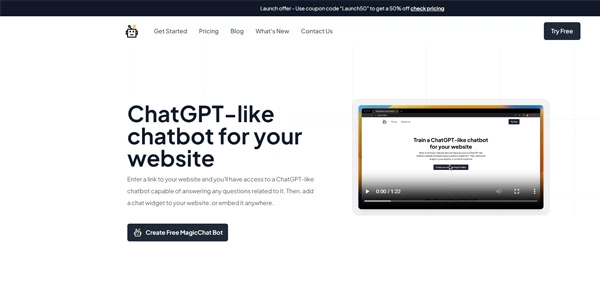 Launch offer - Use coupon code "Launch50" to get a 50% off check pricing
Get Started Pricing Blog What's New Contact Us Try Free
ChatGPT-like
chatbot for your
website
Enter a link to your website and you'll have access to a ChatGPT-like
chatbot capable of answering any questions related to it. Then, add
a chat widget to your website, or embed it anywhere.
Create Free MagicChat Bot
Train a ChatGPT-like chatbot
for your website
0:00 / 1:22